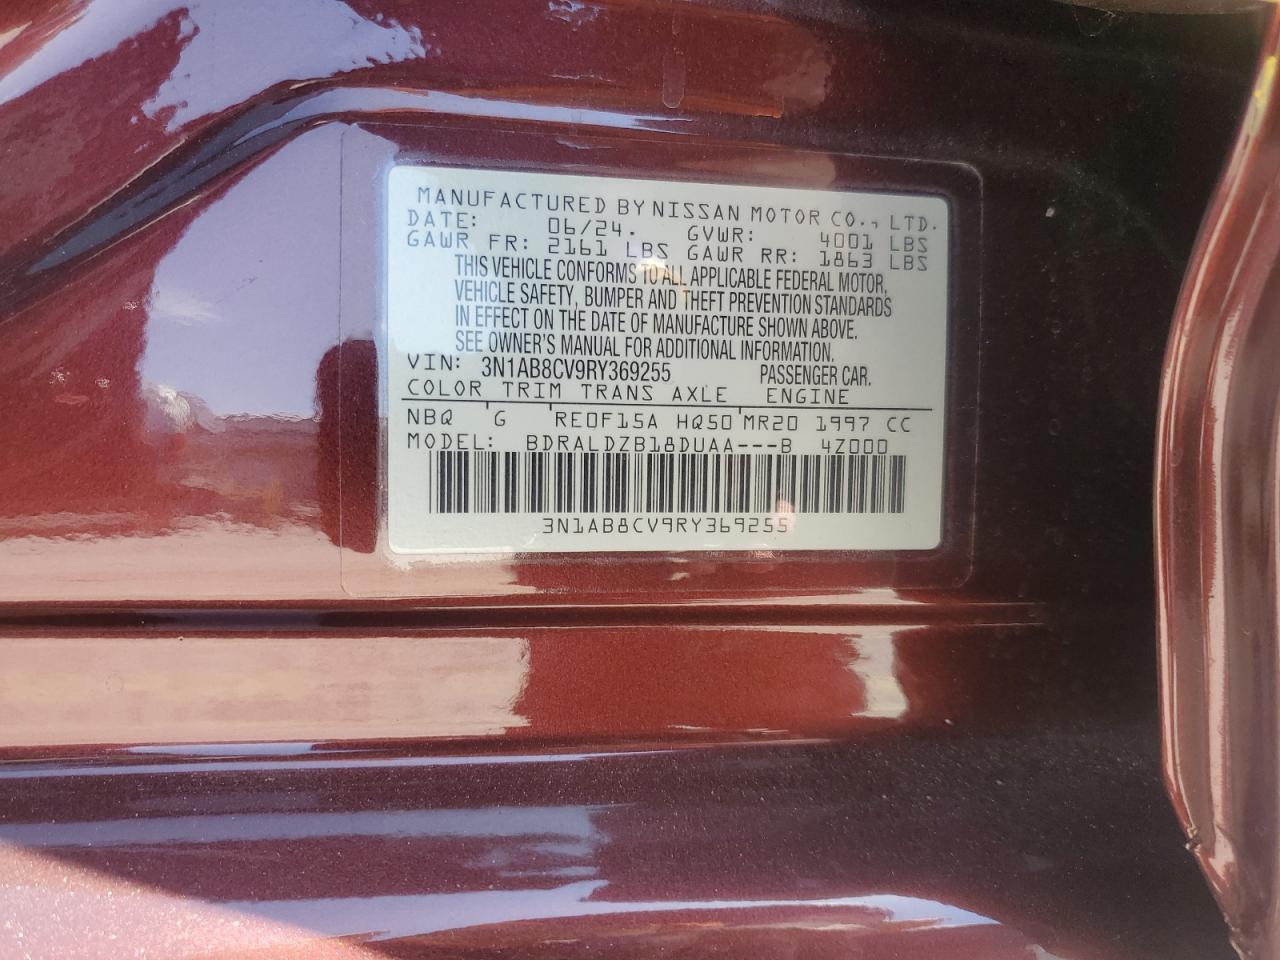 MANUFACTURED BY NISSAN MOTOR CO., LTD.
DATE: 06/24. GVWR: 4001 LBS
GAWR FR: 2161 LBS GAWR RR: 1863 LBS
THIS VEHICLE CONFORMS TO ALL APPLICABLE FEDERAL MOTOR,
VEHICLE SAFETY, BUMPER AND THEFT PREVENTION STANDARDS
IN EFFECT ON THE DATE OF MANUFACTURE SHOWN ABOVE.
SEE OWNER'S MANUAL FOR ADDITIONAL INFORMATION.
VIN: 3N1AB8CV9RY369255 PASSENGER CAR.
COLOR TRIM TRANS AXLE ENGINE
NBQ G RE0F15A HQ50 MR20 1997 CC
MODEL: BDRALDZB18DUAA---B 4Z000
3N1AB8CV9RY369255